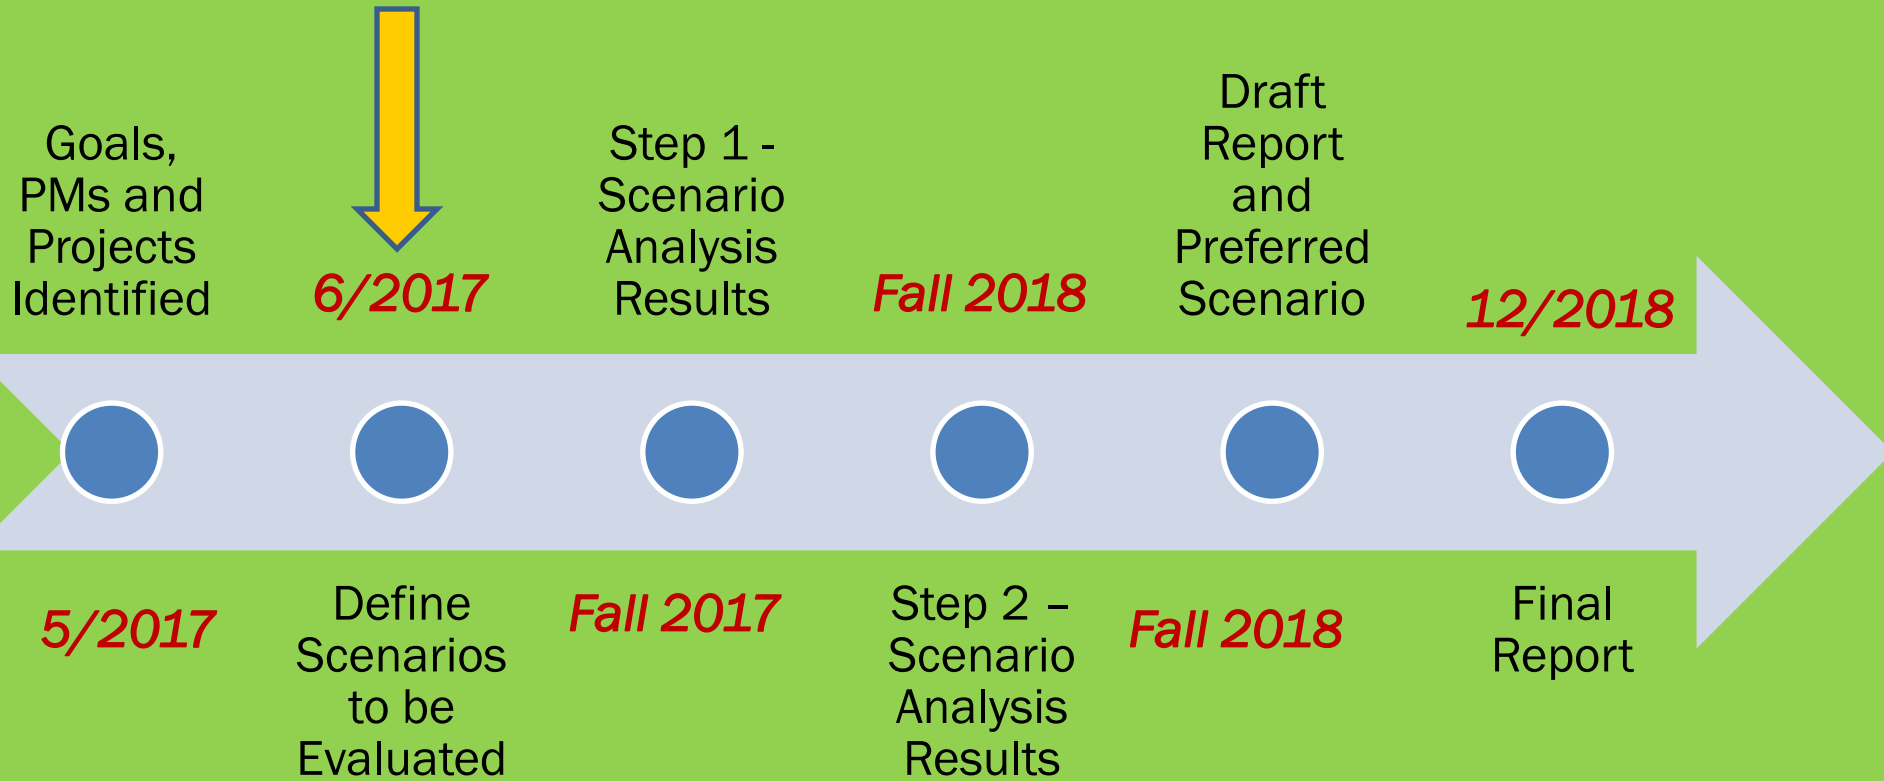 Goals,
PMs and
Projects
Identified
5/2017
6/2017
Define
Scenarios
to be
Evaluated
Step 1 -
Scenario
Analysis
Results
Fall 2017
Fall 2018
Step 2 –
Scenario
Analysis
Results
Draft
Report
and
Preferred
Scenario
Fall 2018
12/2018
Final
Report